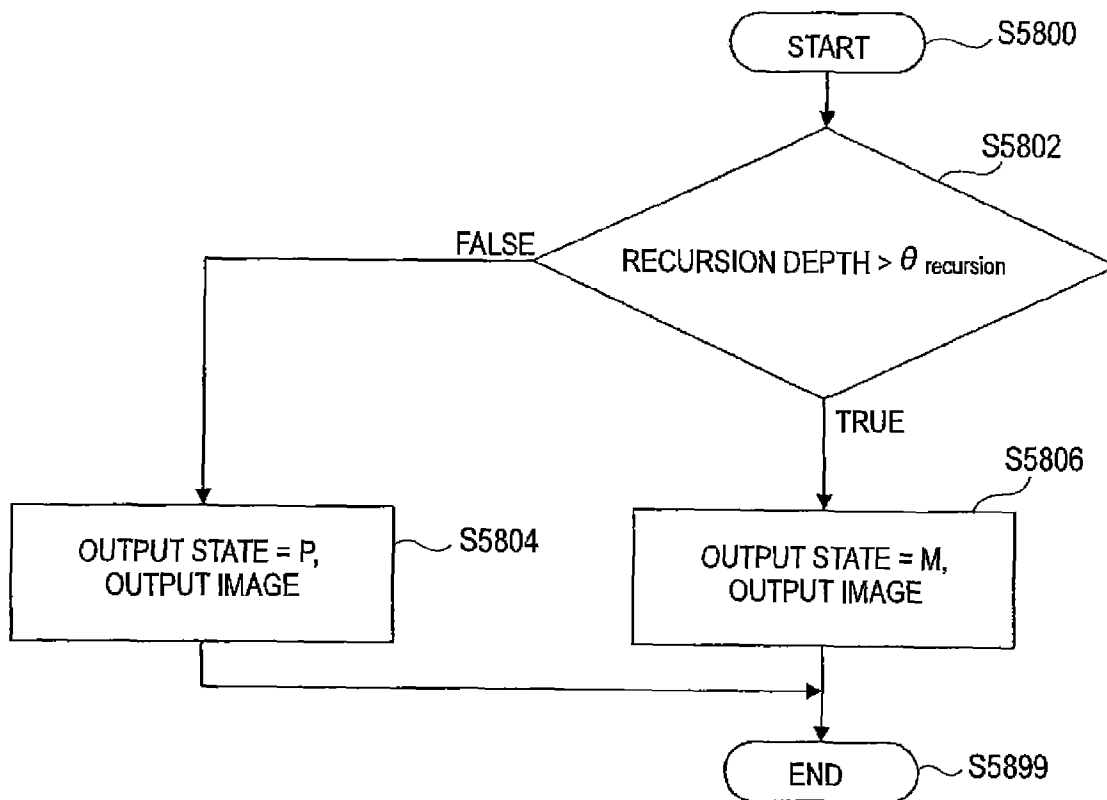 START
S5800
S5802
FALSE
RECURSION DEPTH > θ recursion
TRUE
S5806
OUTPUT STATE = P,
OUTPUT IMAGE
S5804
OUTPUT STATE = M,
OUTPUT IMAGE
END
S5899